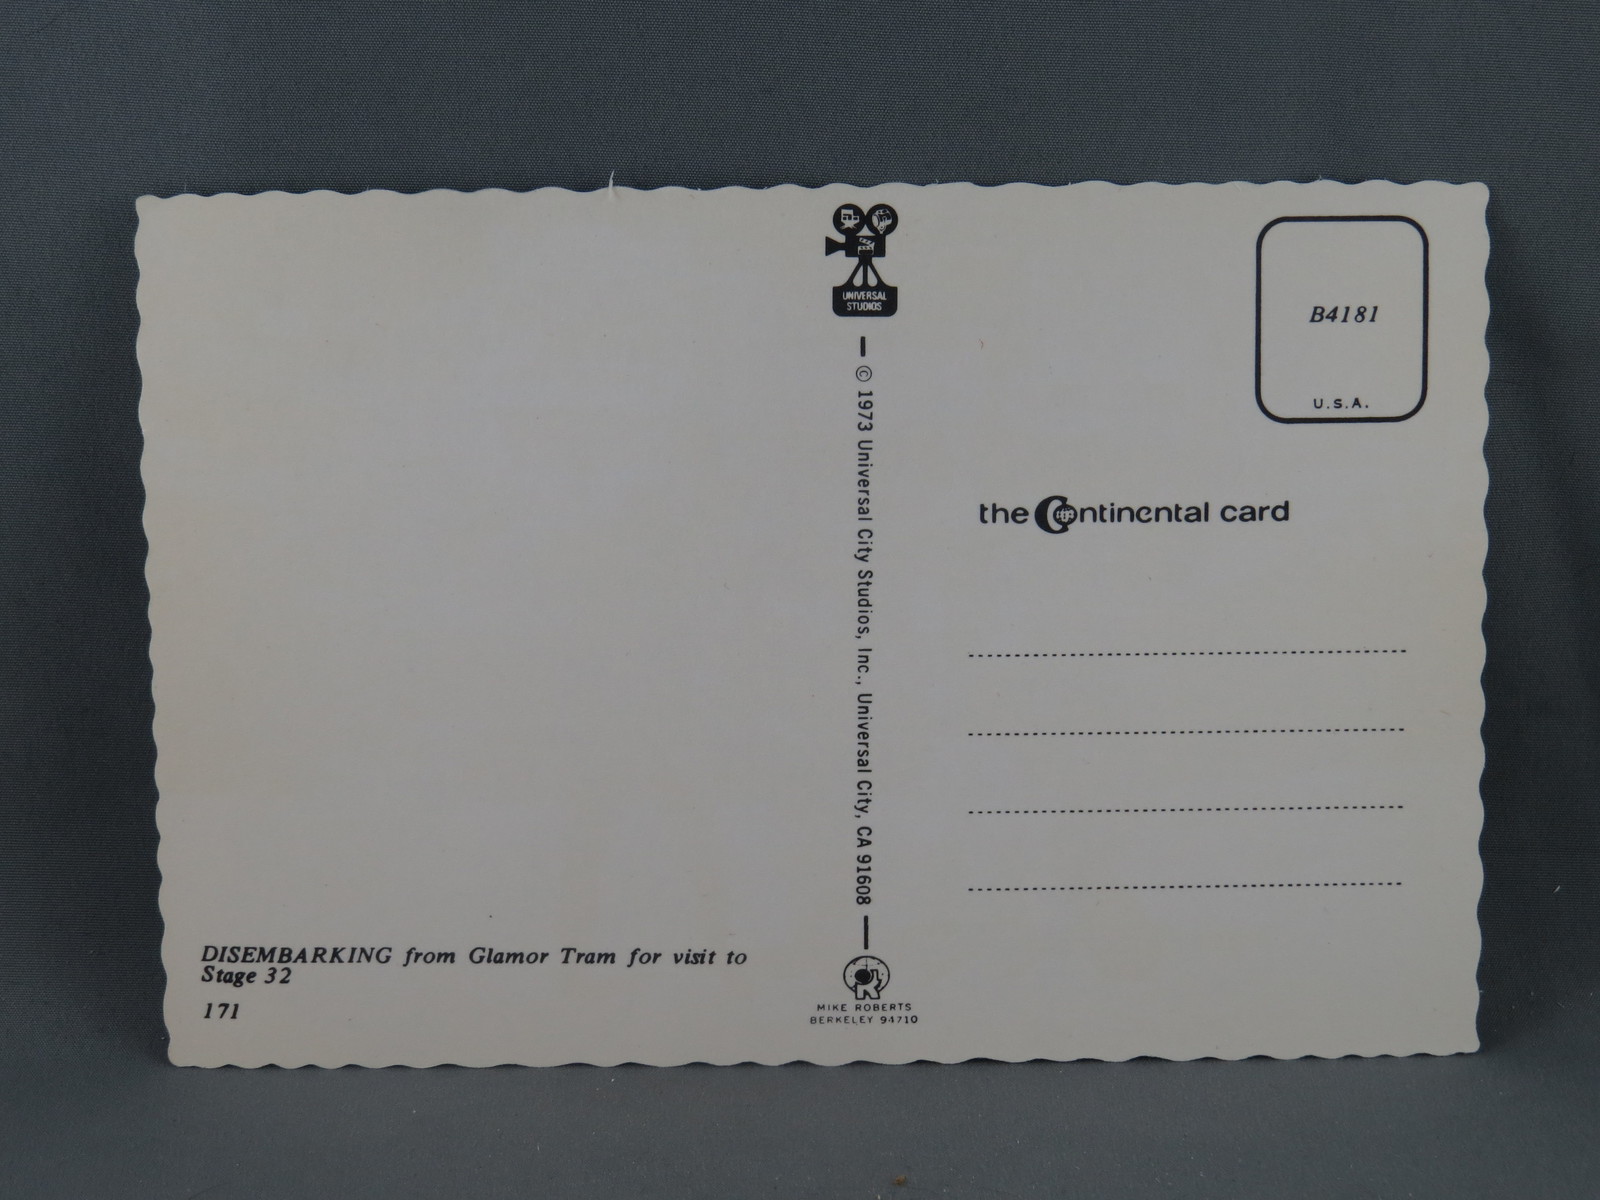 UNIVERSAL
STUDIOS
© 1973 Universal City Studios, Inc., Universal City, CA 91608
B4181
U.S.A.
the Continental card
DISEMBARKING from Glamor Tram for visit to
Stage 32
171
MIKE ROBERTS
BERKELEY 94710